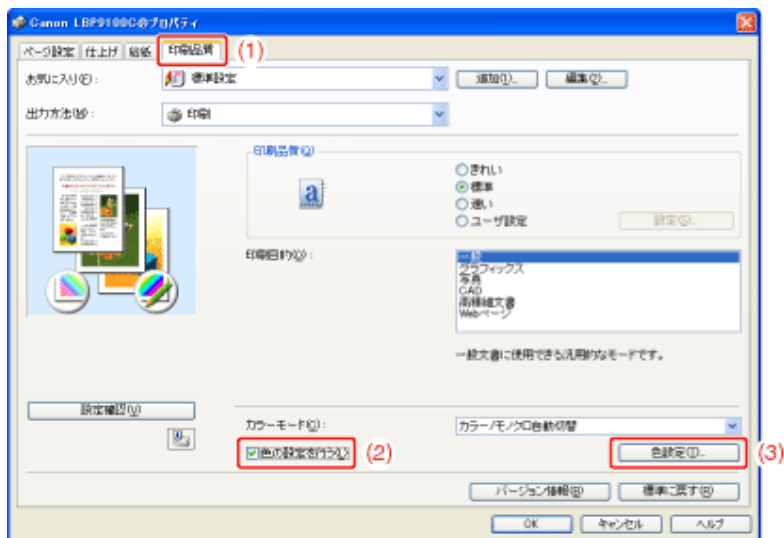 Canon LBP9100Cのプロパティ
ページ設定 仕上げ 給紙 印刷品質 (1)
お気に入り(F): 標準設定 追加(1)... 編集(2)...
出力方法(M): 印刷
印刷品質(Q)
a
きれい
標準
速い
ユーザ設定 設定(S)...
印刷目的(O):
一般
グラフィックス
写真
CAD
高精細文書
Webページ
一般文書に使用できる汎用的なモードです。
設定確認(V)
カラーモード(C): カラー/モノクロ自動切替
色の設定を行う(L) (2) 色設定(T)... (3)
バージョン情報(B) 標準に戻す(R)
OK キャンセル ヘルプ